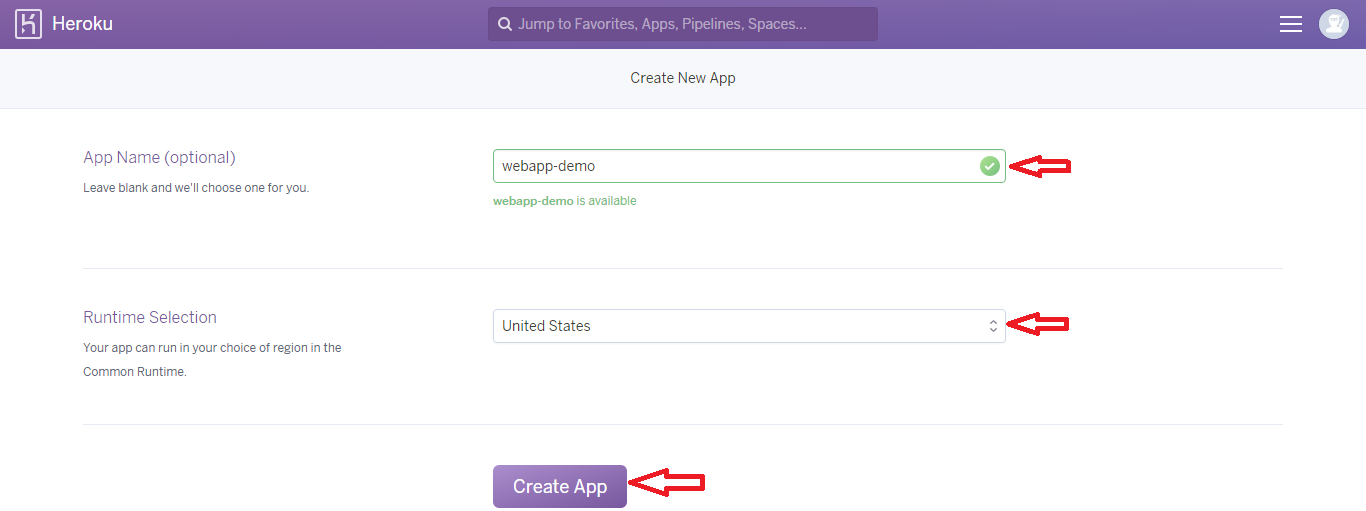 Heroku
Jump to Favorites, Apps, Pipelines, Spaces...
Create New App
App Name (optional)
Leave blank and we'll choose one for you.
webapp-demo
webapp-demo is available
Runtime Selection
Your app can run in your choice of region in the
Common Runtime.
United States
Create App